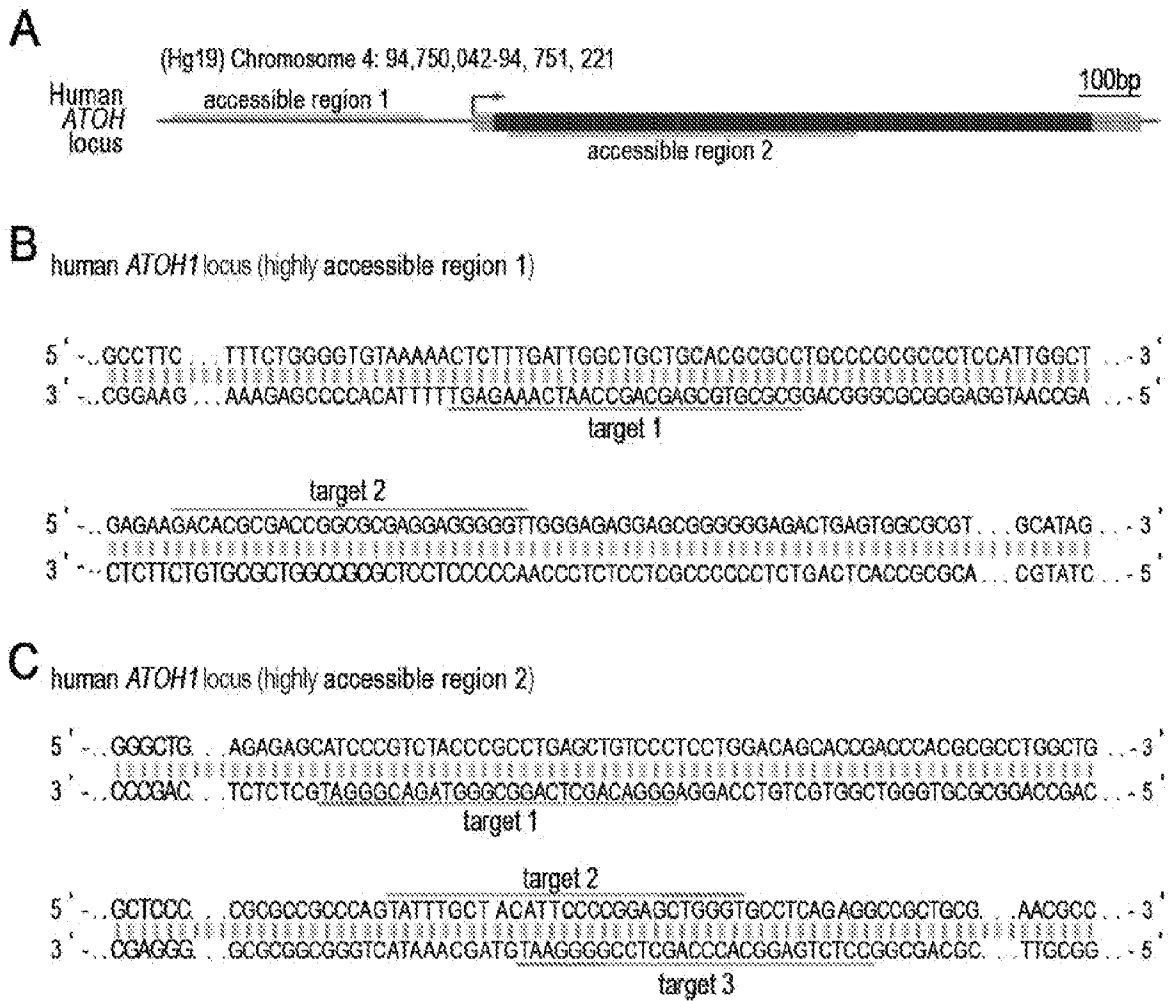 A
(Hg19) Chromosome 4: 94,750,042-94, 751, 221
Human
ATOH
locus
accessible region 1
100bp
accessible region 2
B
human ATOH1 locus (highly accessible region 1)
5'-..GCCTTC...TTTCTGGGGTGTAAAAACTCTTTGATTGGCTGCTGCACGCGCCTGCCCGCGCCCTCCATTGGCT...-3'
3'-..CGGAAG...AAAGAGCCCCACATTTTTGAGAAACTAACCGACGAGCGTGCGCGGACGGGCGCGGGAGGTAACCGA...-5'
target 1
target 2
5'-..GAGAAGACACGCGACCGGCGCGAGGAGGGGGTTGGGAGAGGAGCGGGGGGAGACTGAGTGGCGCGT...GCATAG...-3'
3'-..CTCTTCTGTGCGCTGGCCGCGCTCCTCCCCCAACCCTCTCCTCGCCCCCCTCTGACTCACCGCGCA...CGTATC...-5'
C
human ATOH1 locus (highly accessible region 2)
5'-..GGGCTG...AGAGAGCATCCCGTCTACCCGCCTGAGCTGTCCCTCCTGGACAGCACCGACCCACGCGCCTGGCTG...-3'
3'-..CCCGAC...TCTCTCGTAGGGCAGATGGGCGGACTCGACAGGGAGGACCTGTCGTGGCTGGGTGCGCGGACCGAC...-5'
target 1
target 2
5'-..GCTCCC...CGCGCCGCCCAGTATTTGCTACATTCCCCGGAGCTGGGTGCCTCAGAGGCCGCTGCG...AACGCC...-3'
3'-..CGAGGG...GCGCGGCGGGTCATAAACGATGTAAGGGGCCTCGACCCACGGAGTCTCCGGCGACGC...TTGCGG...-5'
target 3